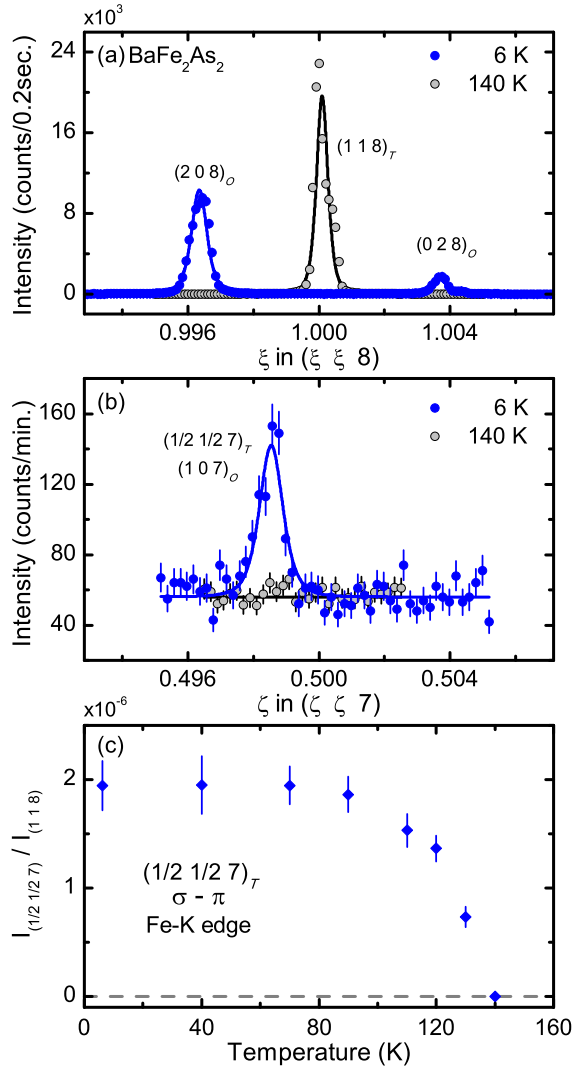 x10³
(a) BaFe₂As₂
6 K
140 K
(2 0 8)O
(1 1 8)T
(0 2 8)O
24
16
8
0
Intensity (counts/0.2sec.)
0.996 1.000 1.004
ξ in (ξ ξ 8)
(b)
6 K
140 K
(1/2 1/2 7)T
(1 0 7)O
160
120
80
40
Intensity (counts/min.)
0.496 0.500 0.504
ζ in (ζ ζ 7)
x10⁻⁶
(c)
2
1
0
I(1/2 1/2 7) / I(1 1 8)
(1/2 1/2 7)T
σ - π
Fe-K edge
0 40 80 120 160
Temperature (K)